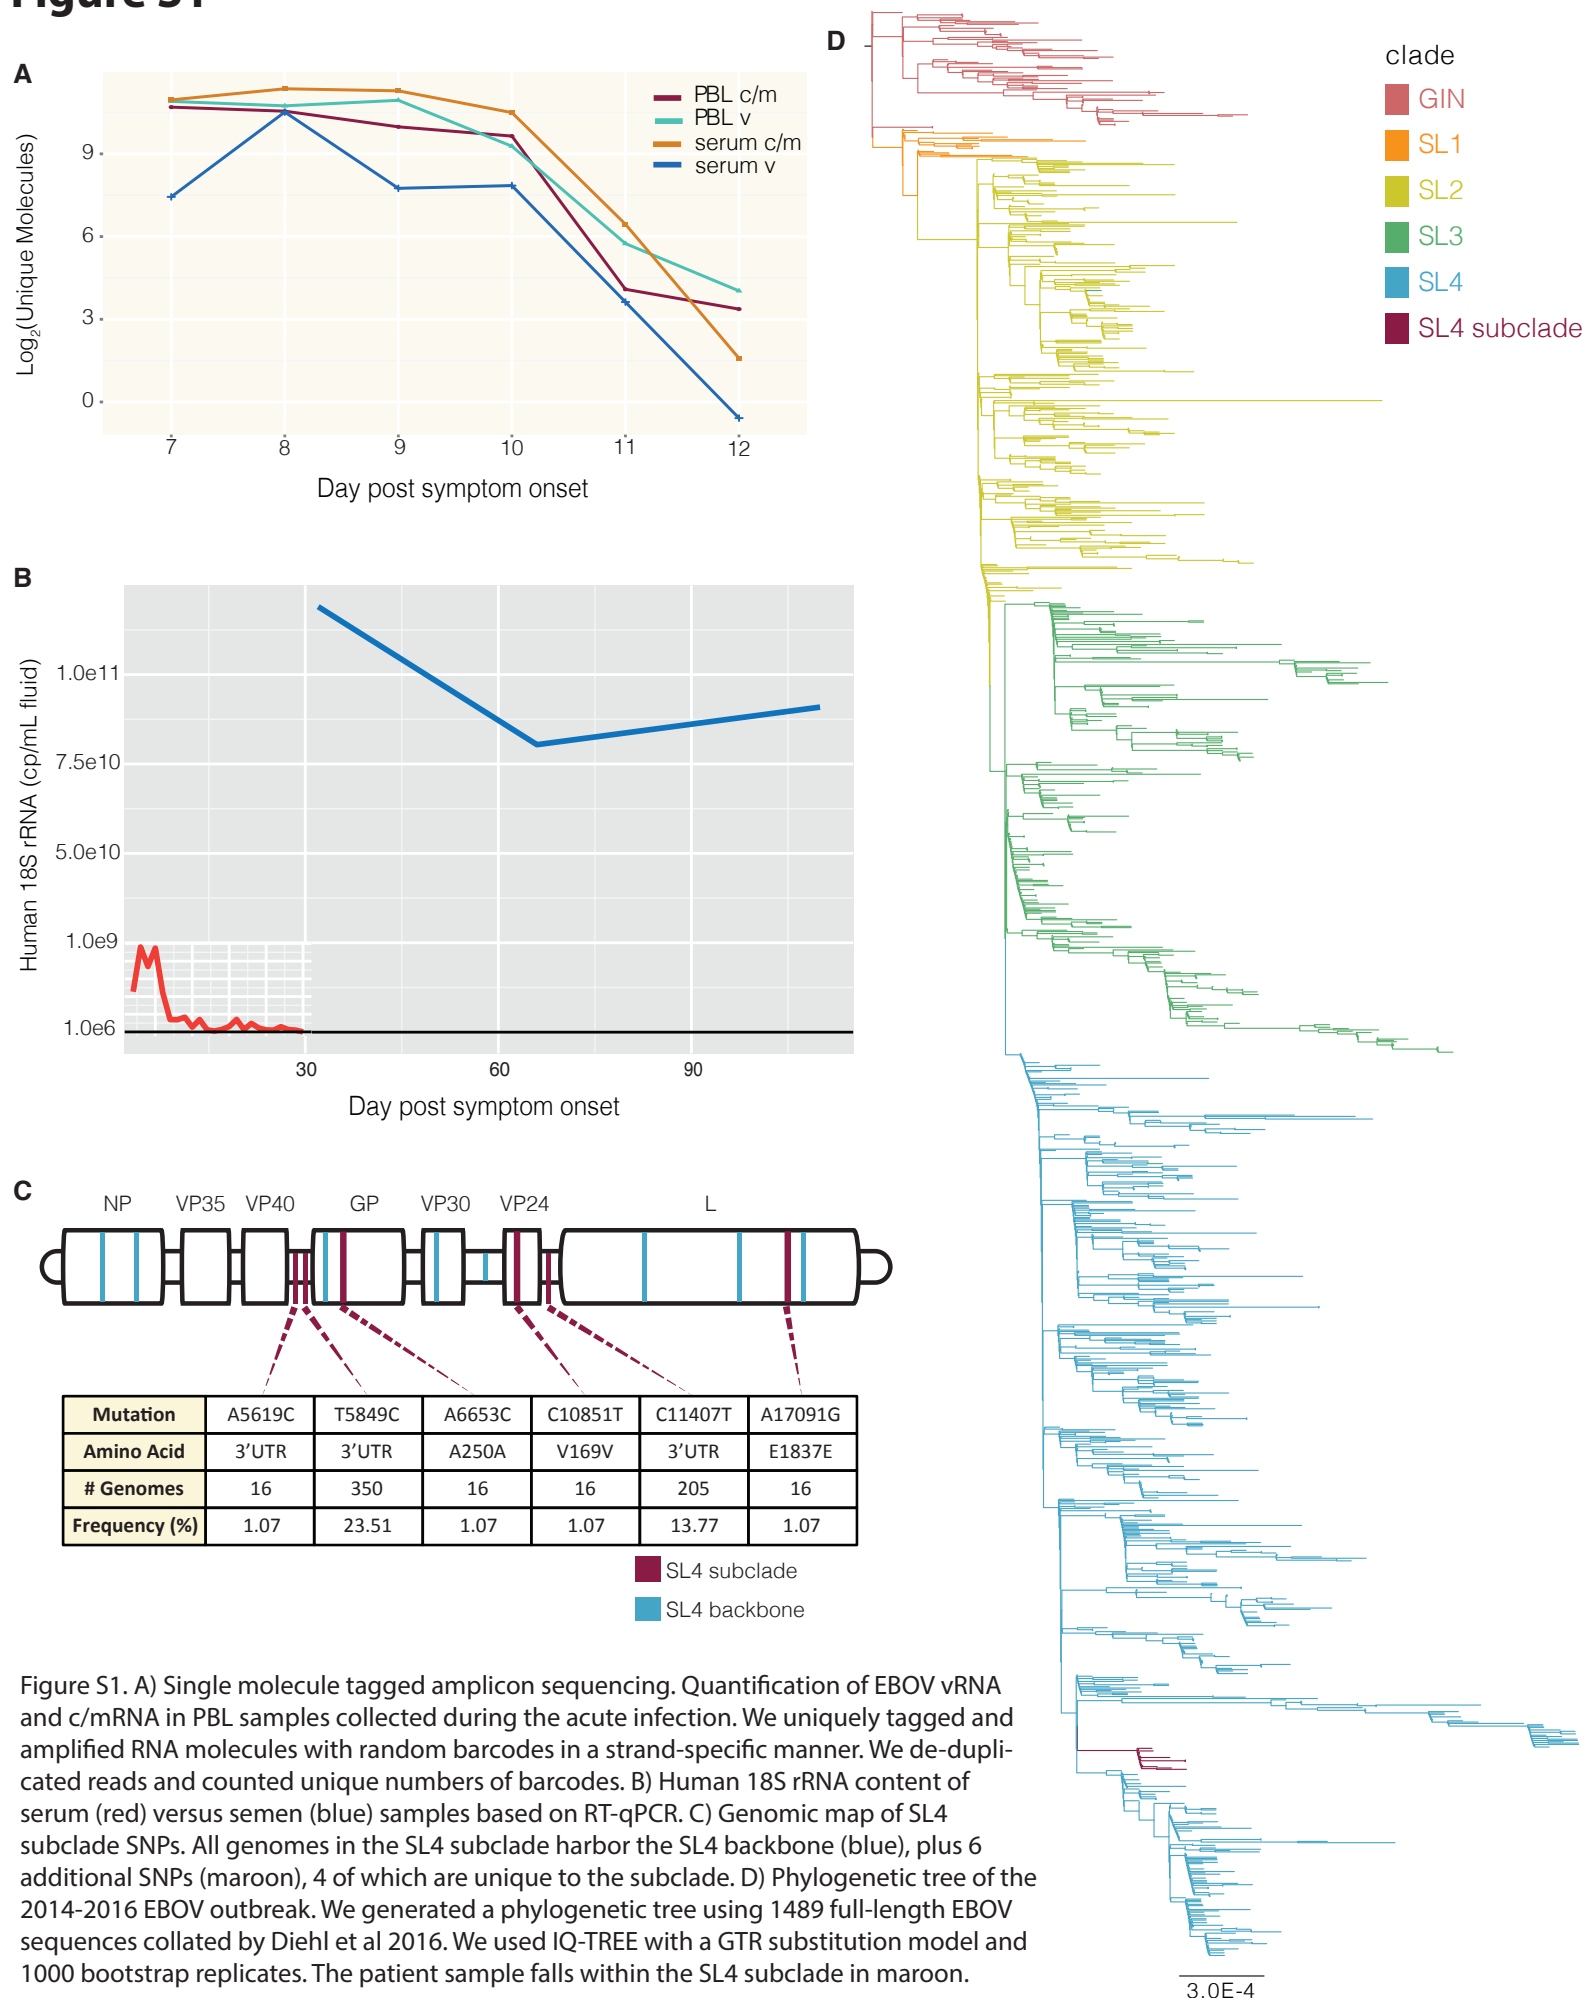 Figure S1
A
PBL c/m
PBL v
serum c/m
serum v
Log2(Unique Molecules)
9
6
3
0
7 8 9 10 11 12
Day post symptom onset
B
Human 18S rRNA (cp/mL fluid)
1.0e11
7.5e10
5.0e10
1.0e9
1.0e6
30 60 90
Day post symptom onset
C
NP VP35 VP40 GP VP30 VP24 L
Mutation A5619C T5849C A6653C C10851T C11407T A17091G
Amino Acid 3’UTR 3’UTR A250A V169V 3’UTR E1837E
# Genomes 16 350 16 16 205 16
Frequency (%) 1.07 23.51 1.07 1.07 13.77 1.07
SL4 subclade
SL4 backbone
D
clade
GIN
SL1
SL2
SL3
SL4
SL4 subclade
3.0E-4
Figure S1. A) Single molecule tagged amplicon sequencing. Quantification of EBOV vRNA
and c/mRNA in PBL samples collected during the acute infection. We uniquely tagged and
amplified RNA molecules with random barcodes in a strand-specific manner. We de-dupli-
cated reads and counted unique numbers of barcodes. B) Human 18S rRNA content of
serum (red) versus semen (blue) samples based on RT-qPCR. C) Genomic map of SL4
subclade SNPs. All genomes in the SL4 subclade harbor the SL4 backbone (blue), plus 6
additional SNPs (maroon), 4 of which are unique to the subclade. D) Phylogenetic tree of the
2014-2016 EBOV outbreak. We generated a phylogenetic tree using 1489 full-length EBOV
sequences collated by Diehl et al 2016. We used IQ-TREE with a GTR substitution model and
1000 bootstrap replicates. The patient sample falls within the SL4 subclade in maroon.